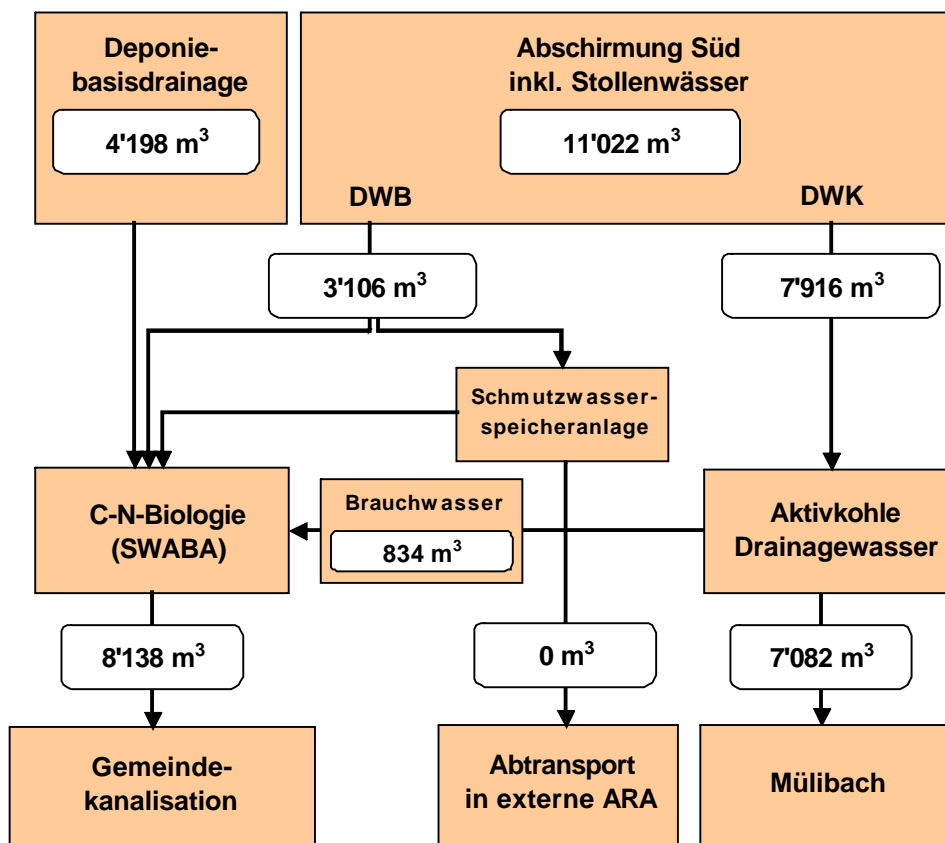 Deponie-
basisdrainage
4'198 m³
Abschirmung Süd
inkl. Stollenwässer
11'022 m³
DWB
DWK
3'106 m³
7'916 m³
Schmutzwasser-
speicheranlage
C-N-Biologie
(SWABA)
Brauchwasser
834 m³
Aktivkohle
Drainagewasser
8'138 m³
0 m³
7'082 m³
Gemeinde-
kanalisation
Abtransport
in externe ARA
Mülibach